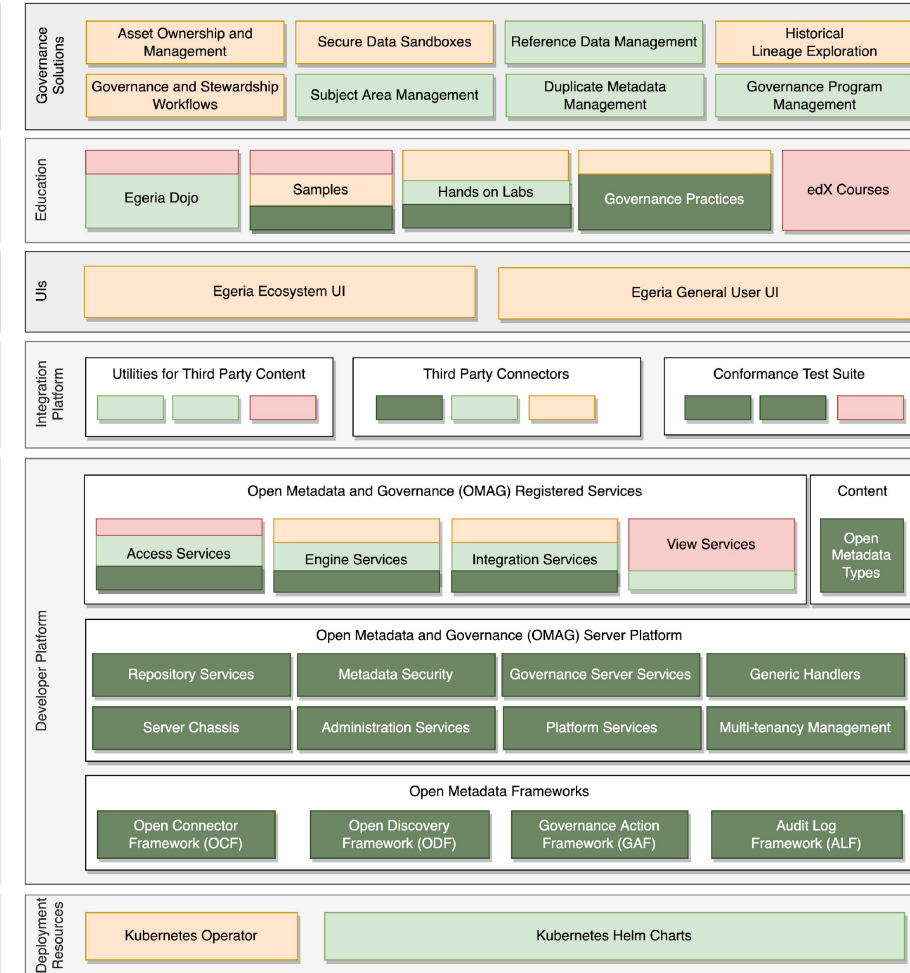 Governance
Solutions
Asset Ownership and
Management
Secure Data Sandboxes
Reference Data Management
Historical
Lineage Exploration
Governance and Stewardship
Workflows
Subject Area Management
Duplicate Metadata
Management
Governance Program
Management
Education
Egeria Dojo
Samples
Hands on Labs
Governance Practices
edX Courses
UIs
Egeria Ecosystem UI
Egeria General User UI
Integration
Platform
Utilities for Third Party Content
Third Party Connectors
Conformance Test Suite
Developer Platform
Open Metadata and Governance (OMAG) Registered Services
Access Services
Engine Services
Integration Services
View Services
Content
Open
Metadata
Types
Open Metadata and Governance (OMAG) Server Platform
Repository Services
Metadata Security
Governance Server Services
Generic Handlers
Server Chassis
Administration Services
Platform Services
Multi-tenancy Management
Open Metadata Frameworks
Open Connector
Framework (OCF)
Open Discovery
Framework (ODF)
Governance Action
Framework (GAF)
Audit Log
Framework (ALF)
Deployment
Resources
Kubernetes Operator
Kubernetes Helm Charts